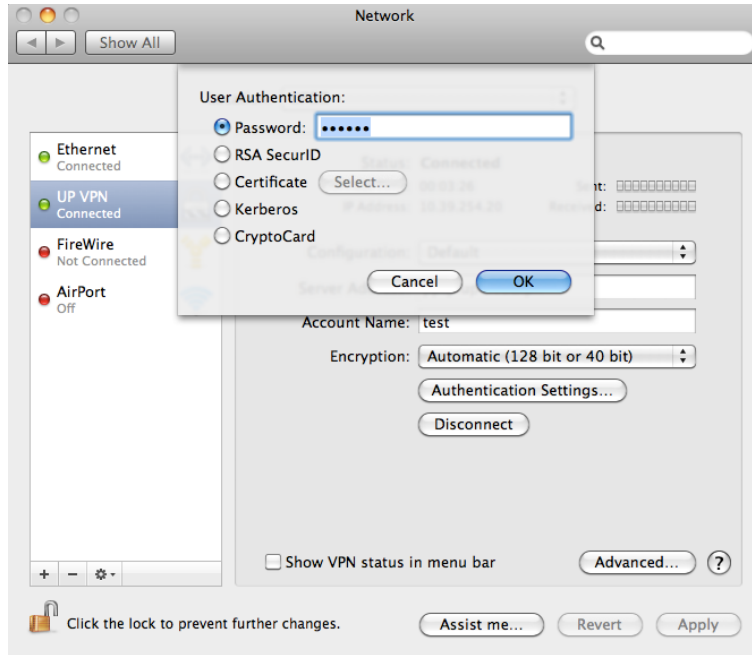 Network
Show All
User Authentication:
Password: ••••••
RSA SecurID
Certificate Select...
Kerberos
CryptoCard
Cancel OK
Ethernet
Connected
UP VPN
Connected
FireWire
Not Connected
AirPort
Off
Status: Connected
Sent:
Received:
IP Address:
Configuration: Default
Account Name: test
Encryption: Automatic (128 bit or 40 bit)
Authentication Settings...
Disconnect
Show VPN status in menu bar
Advanced... ?
+ −
Click the lock to prevent further changes.
Assist me... Revert Apply